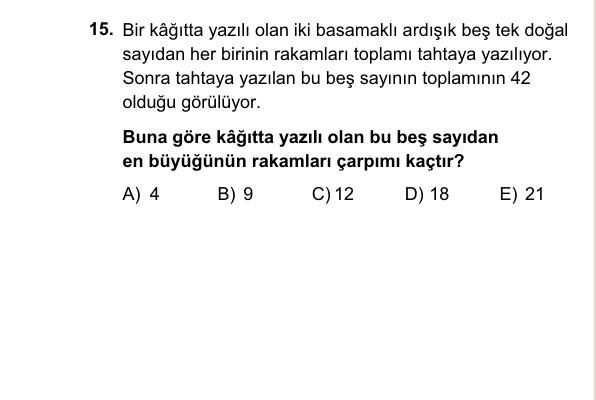 15. Bir kâğıtta yazılı olan iki basamaklı ardışık beş tek doğal
sayıdan her birinin rakamları toplamı tahtaya yazılıyor.
Sonra tahtaya yazılan bu beş sayının toplamının 42
olduğu görülüyor.
Buna göre kâğıtta yazılı olan bu beş sayıdan
en büyüğünün rakamları çarpımı kaçtır?
A) 4 B) 9 C) 12 D) 18 E) 21